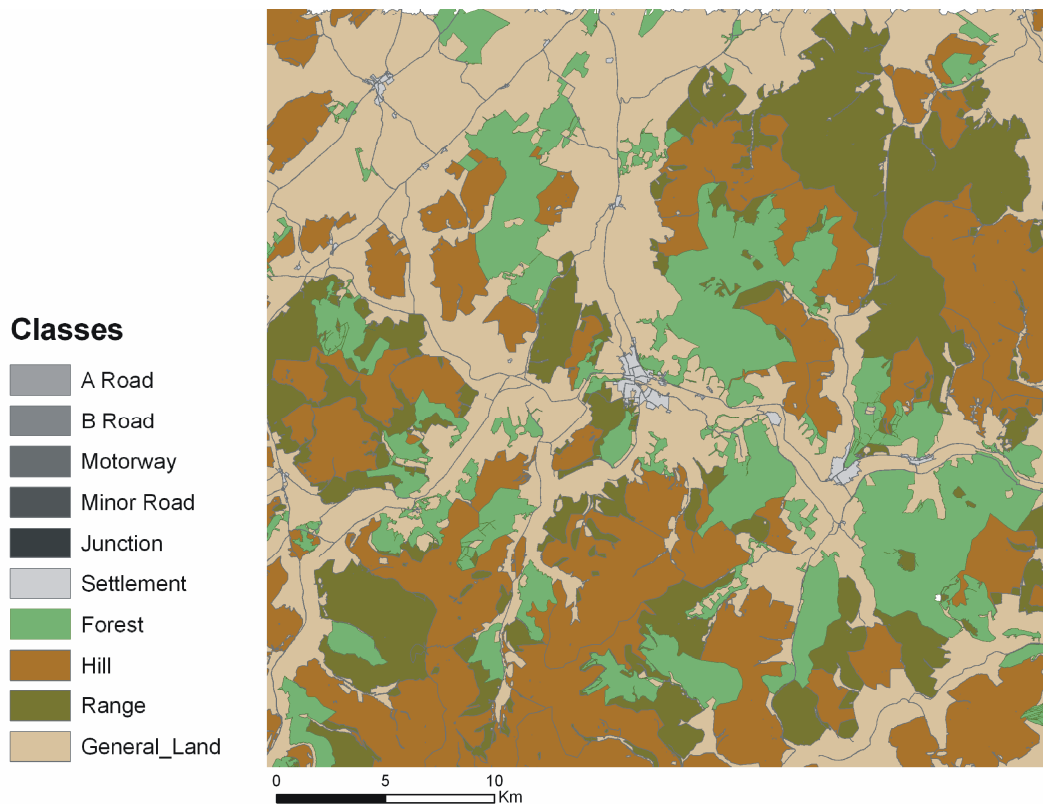 Classes
A Road
B Road
Motorway
Minor Road
Junction
Settlement
Forest
Hill
Range
General_Land
0 5 10
Km